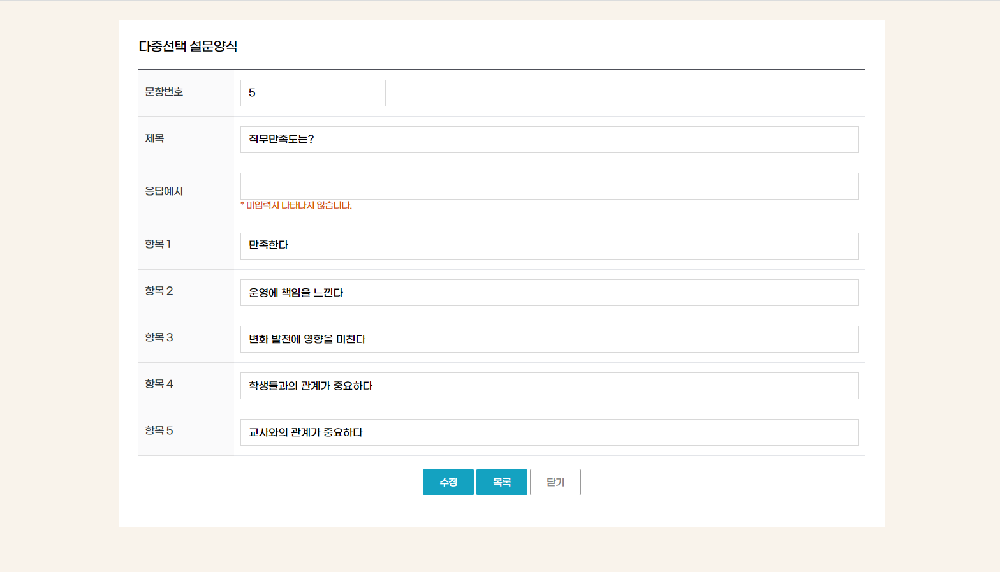 다중선택 설문양식
문항번호 5
제목 직무만족도는?
응답예시
* 미입력시 나타나지 않습니다.
항목 1 만족한다
항목 2 운영에 책임을 느낀다
항목 3 변화 발전에 영향을 미친다
항목 4 학생들과의 관계가 중요하다
항목 5 교사와의 관계가 중요하다
수정 목록 닫기